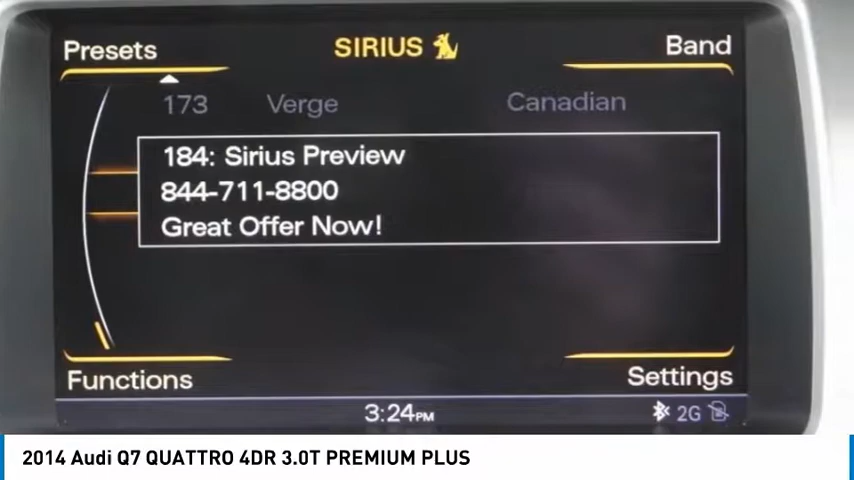 Presets SIRIUS Band
173 Verge Canadian
184: Sirius Preview
844-711-8800
Great Offer Now!
Functions Settings
3:24PM 2G
2014 Audi Q7 QUATTRO 4DR 3.0T PREMIUM PLUS